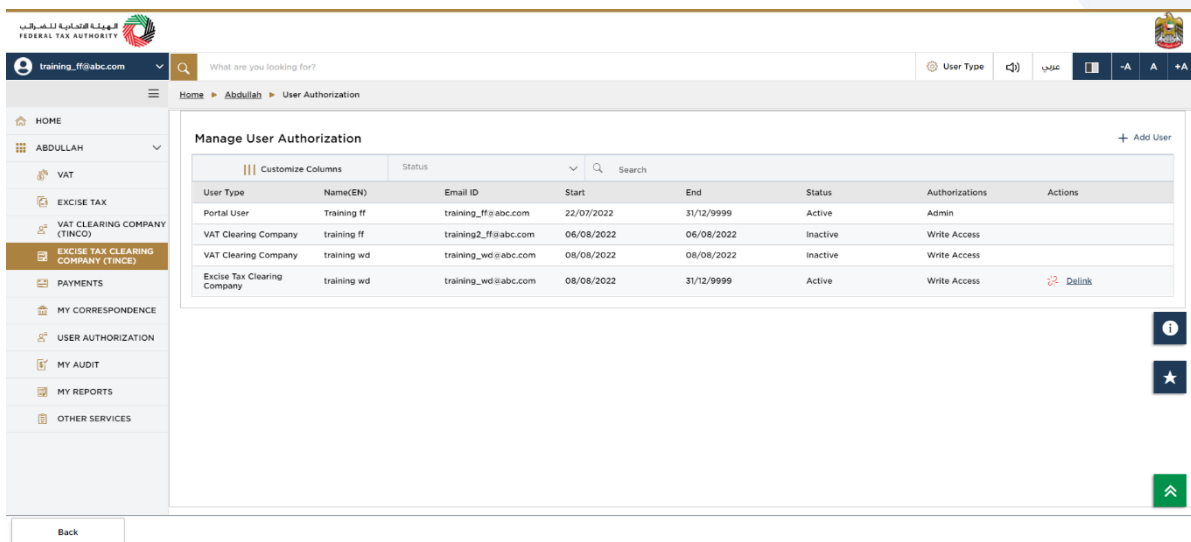 الهيئة الاتحادية للضرائب
FEDERAL TAX AUTHORITY
training_ff@abc.com
What are you looking for?
User Type
عربي
-A A +A
Home Abdullah User Authorization
HOME
ABDULLAH
VAT
EXCISE TAX
VAT CLEARING COMPANY
(TINCO)
EXCISE TAX CLEARING
COMPANY (TINCE)
PAYMENTS
MY CORRESPONDENCE
USER AUTHORIZATION
MY AUDIT
MY REPORTS
OTHER SERVICES
Manage User Authorization
+ Add User
Customize Columns Status Search
User Type Name(EN) Email ID Start End Status Authorizations Actions
Portal User Training ff training_ff@abc.com 22/07/2022 31/12/9999 Active Admin
VAT Clearing Company training ff training2_ff@abc.com 06/08/2022 06/08/2022 Inactive Write Access
VAT Clearing Company training wd training_wd@abc.com 08/08/2022 08/08/2022 Inactive Write Access
Excise Tax Clearing
Company training wd training_wd@abc.com 08/08/2022 31/12/9999 Active Write Access Delink
Back